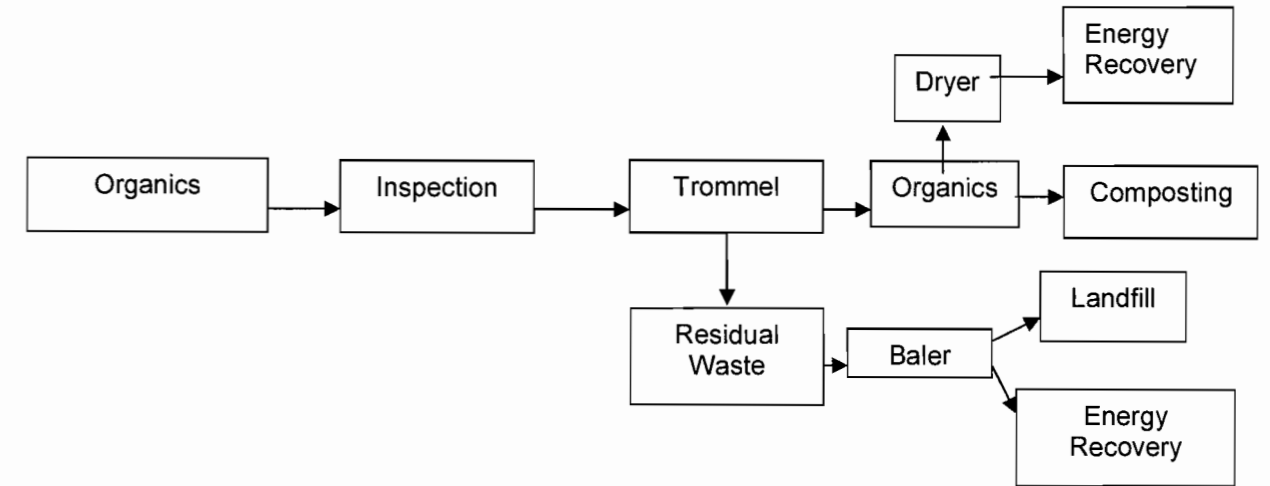 Energy
Recovery
Dryer
Organics
Inspection
Trommel
Organics
Composting
Residual
Waste
Baler
Landfill
Energy
Recovery